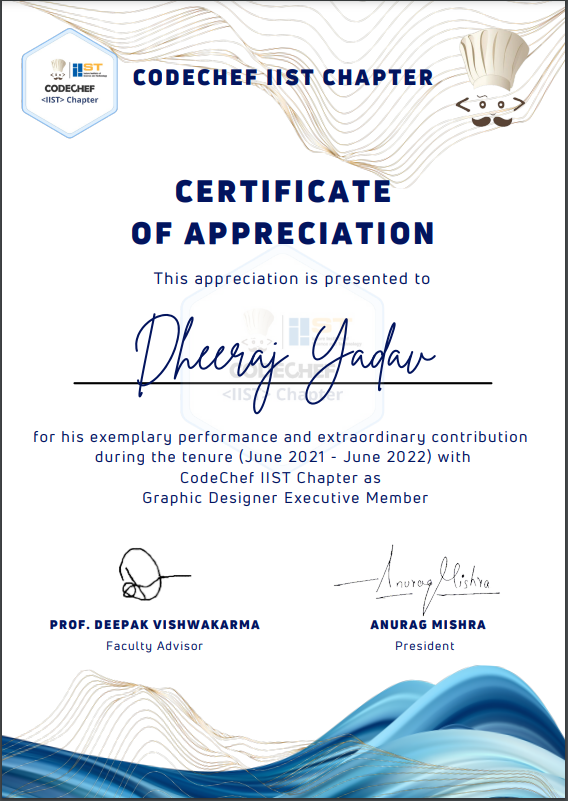 IIST
CODECHEF
<IIST> Chapter
CODECHEF IIST CHAPTER
CERTIFICATE
OF APPRECIATION
This appreciation is presented to
Dheeraj Yadav
IIST
CODECHEF
<IIST> Chapter
for his exemplary performance and extraordinary contribution
during the tenure (June 2021 - June 2022) with
CodeChef IIST Chapter as
Graphic Designer Executive Member
Anurag Mishra
PROF. DEEPAK VISHWAKARMA
ANURAG MISHRA
Faculty Advisor
President